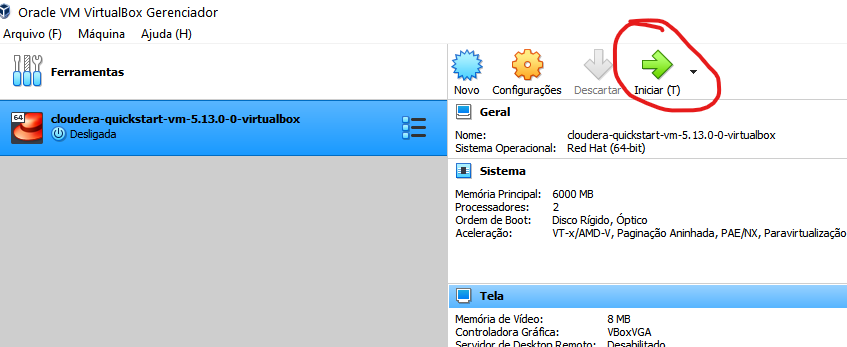 Oracle VM VirtualBox Gerenciador
Arquivo (F) Máquina Ajuda (H)
Ferramentas
Novo Configurações Descartar Iniciar (T)
64
cloudera-quickstart-vm-5.13.0-0-virtualbox
Desligada
Geral
Nome: cloudera-quickstart-vm-5.13.0-0-virtualbox
Sistema Operacional: Red Hat (64-bit)
Sistema
Memória Principal: 6000 MB
Processadores: 2
Ordem de Boot: Disco Rígido, Óptico
Aceleração: VT-x/AMD-V, Paginação Aninhada, PAE/NX, Paravirtualização
Tela
Memória de Vídeo: 8 MB
Controladora Gráfica: VBoxVGA
Servidor de Desktop Remoto: Desabilitado